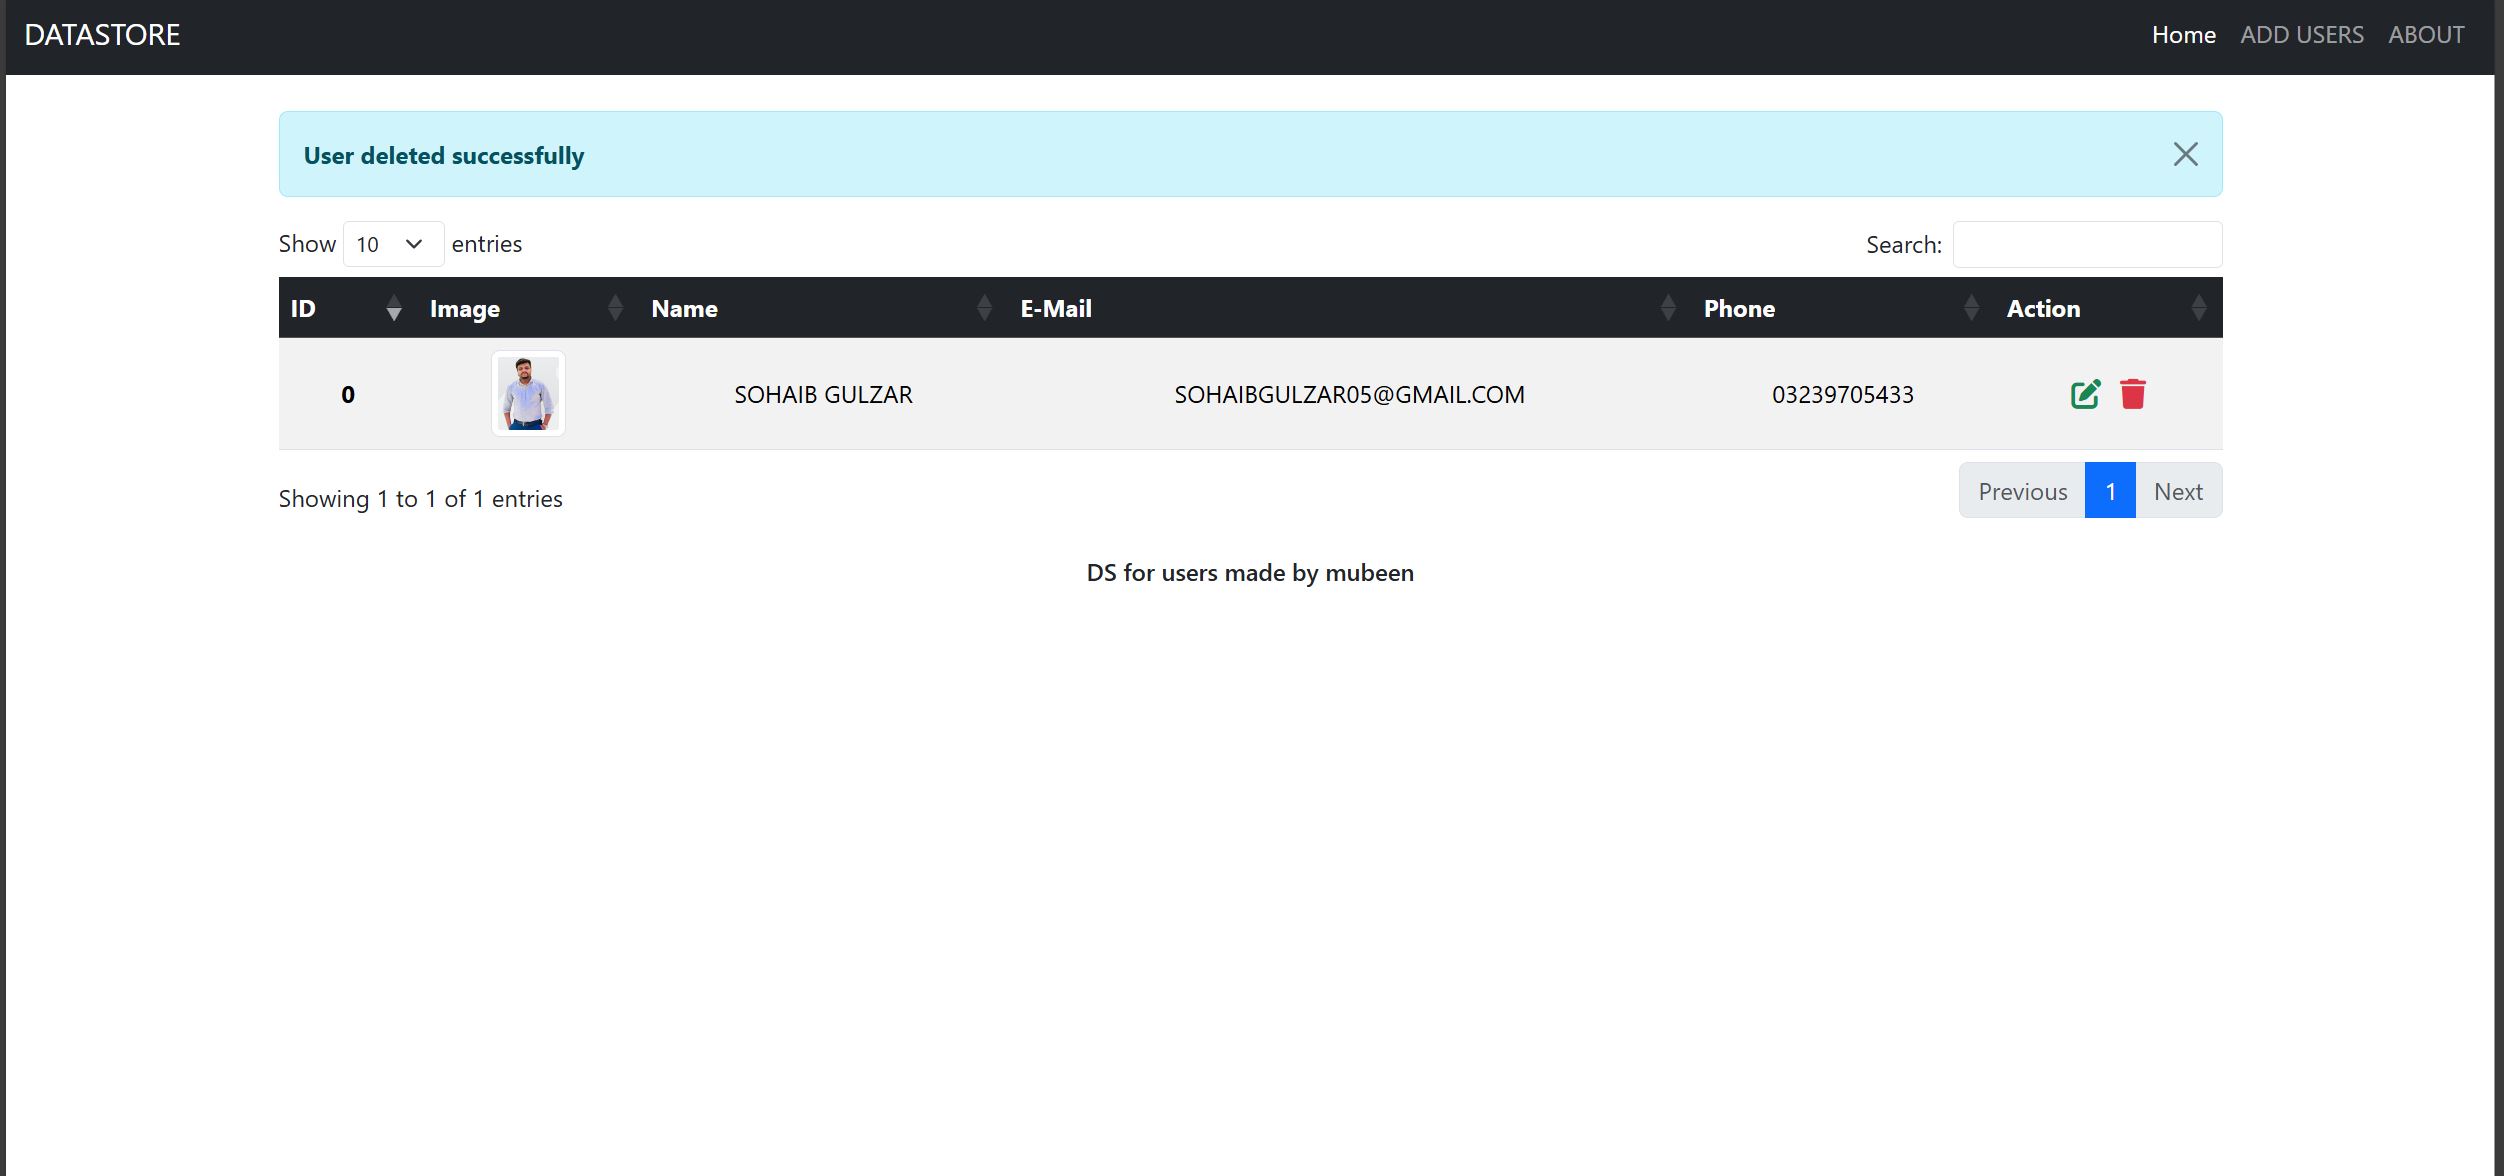 DATASTORE Home ADD USERS ABOUT
User deleted successfully
Show 10 entries Search:
ID Image Name E-Mail Phone Action
0 SOHAIB GULZAR SOHAIBGULZAR05@GMAIL.COM 03239705433
Showing 1 to 1 of 1 entries Previous 1 Next
DS for users made by mubeen